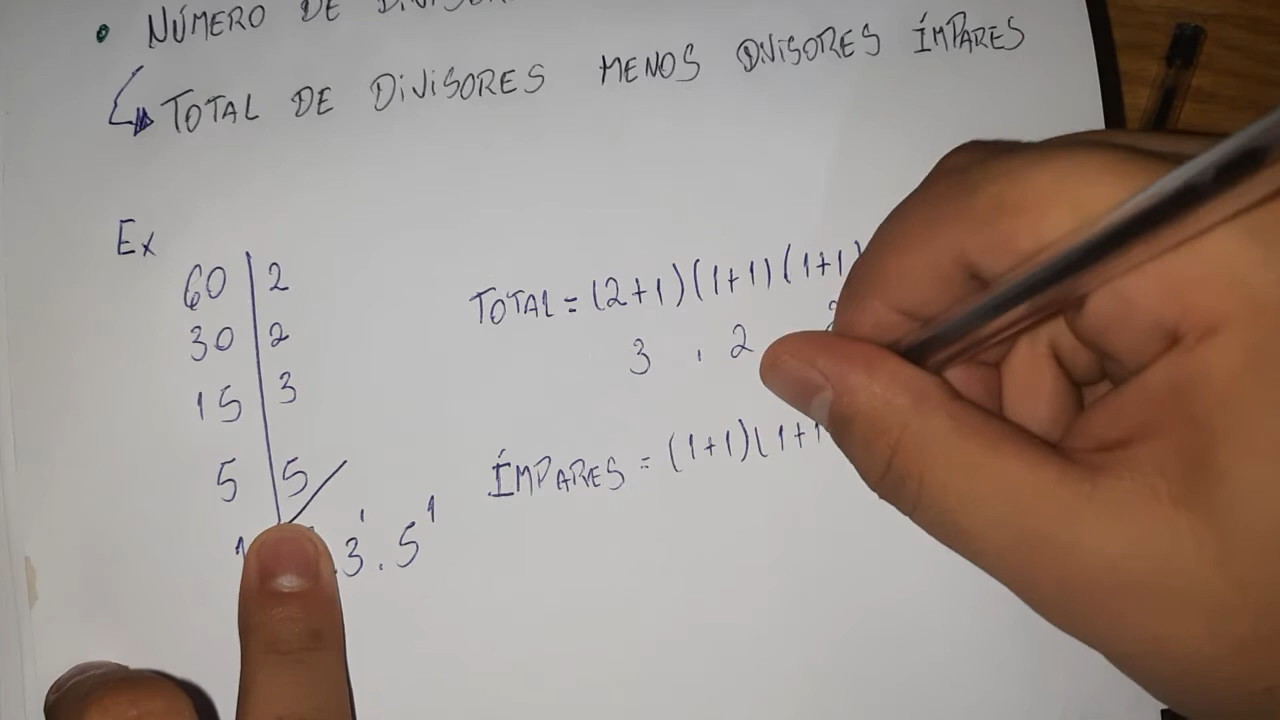 • NÚMERO DE
TOTAL DE DIVISORES MENOS DIVISORES ÍMPARES
Ex
60 | 2
30 | 2
15 | 3
5 | 5
1
.3¹.5¹
TOTAL = (2+1)(1+1)(1+1)
3 . 2
ÍMPARES = (1+1)(1+1